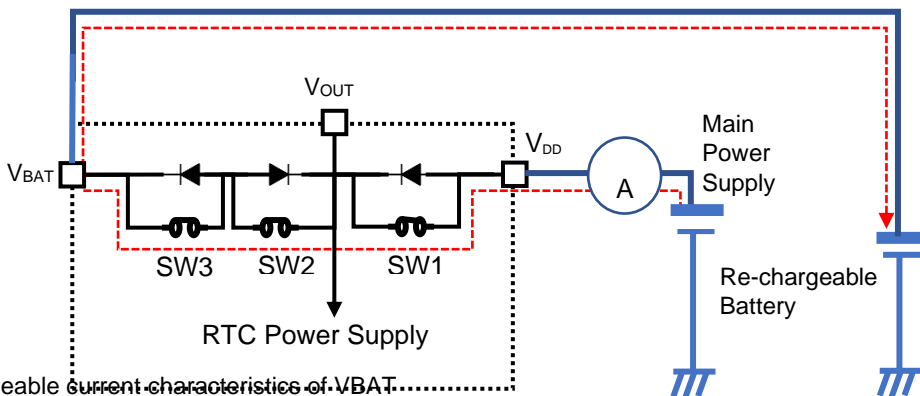 VOUT
VDD
Main
Power
Supply
VBAT
A
SW3
SW2
SW1
Re-chargeable
Battery
RTC Power Supply
eable current characteristics of VBAT